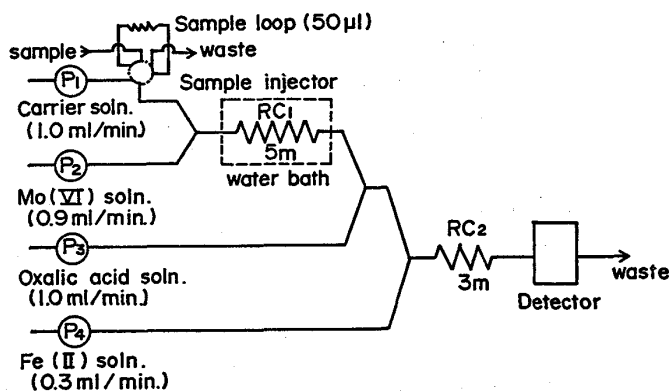 Sample loop (50µl)
sample
waste
P1
Sample injector
Carrier soln.
(1.0 ml/min.)
RC1
5m
water bath
P2
Mo(VI) soln.
(0.9 ml/min.)
P3
Oxalic acid soln.
(1.0 ml/min.)
RC2
3m
Detector
waste
P4
Fe (II) soln.
(0.3 ml/min.)